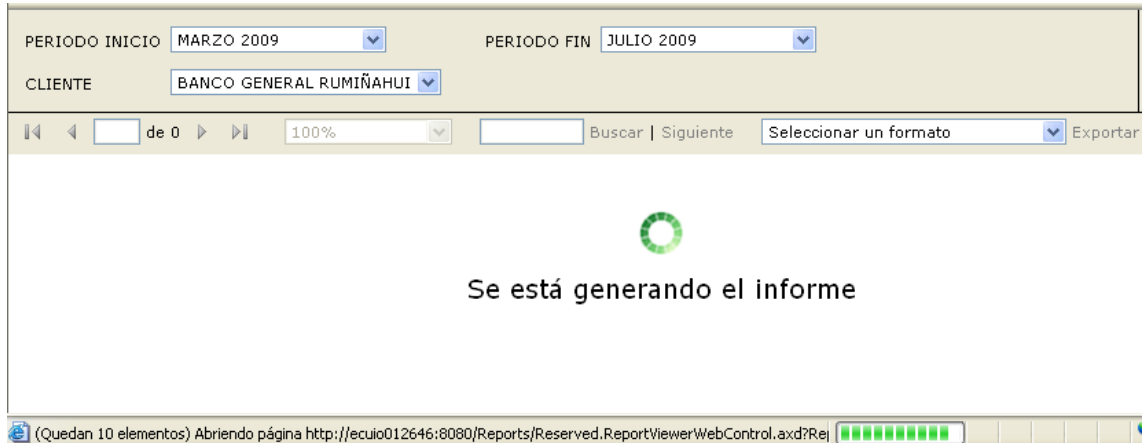 PERIODO INICIO MARZO 2009 PERIODO FIN JULIO 2009
CLIENTE BANCO GENERAL RUMIÑAHUI
de 0 100% Buscar | Siguiente Seleccionar un formato Exportar
Se está generando el informe
(Quedan 10 elementos) Abriendo página http://ecuio012646:8080/Reports/Reserved.ReportViewerWebControl.axd?Re